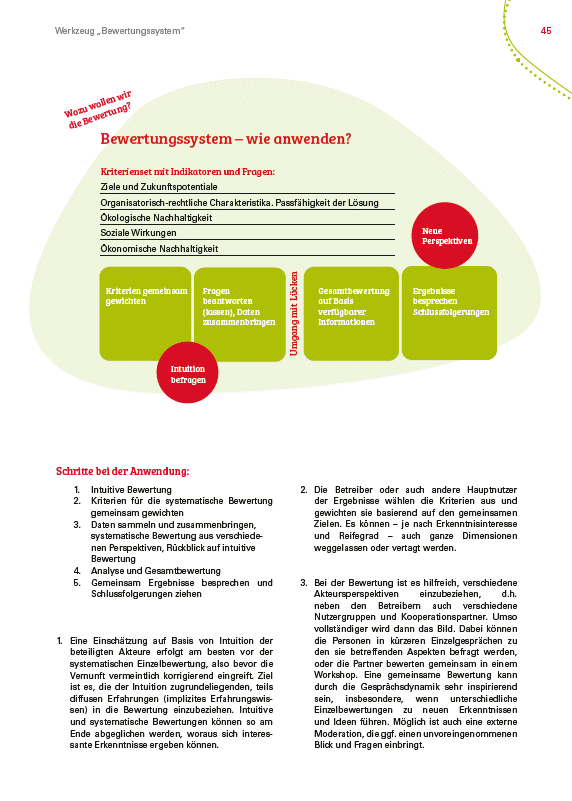 Werkzeug „Bewertungssystem“
45
Wozu wollen wir
die Bewertung?
Bewertungssystem – wie anwenden?
Kriterienset mit Indikatoren und Fragen:
Ziele und Zukunftspotentiale
Organisatorisch-rechtliche Charakteristika. Passfähigkeit der Lösung
Ökologische Nachhaltigkeit
Soziale Wirkungen
Ökonomische Nachhaltigkeit
Neue
Perspektiven
Kriterien gemeinsam
gewichten
Fragen
beantworten
(lassen), Daten
zusammenbringen
Umgang mit Lücken
Gesamtbewertung
auf Basis
verfügbarer
Informationen
Ergebnisse
besprechen
Schlussfolgerungen
Intuition
befragen
Schritte bei der Anwendung:
1. Intuitive Bewertung
2. Kriterien für die systematische Bewertung
gemeinsam gewichten
3. Daten sammeln und zusammenbringen,
systematische Bewertung aus verschiede-
nen Perspektiven, Rückblick auf intuitive
Bewertung
4. Analyse und Gesamtbewertung
5. Gemeinsam Ergebnisse besprechen und
Schlussfolgerungen ziehen
1. Eine Einschätzung auf Basis von Intuition der
beteiligten Akteure erfolgt am besten vor der
systematischen Einzelbewertung, also bevor die
Vernunft vermeintlich korrigierend eingreift. Ziel
ist es, die der Intuition zugrundeliegenden, teils
diffusen Erfahrungen (implizites Erfahrungswis-
sen) in die Bewertung einzubeziehen. Intuitive
und systematische Bewertungen können so am
Ende abgeglichen werden, woraus sich interes-
sante Erkenntnisse ergeben können.
2. Die Betreiber oder auch andere Hauptnutzer
der Ergebnisse wählen die Kriterien aus und
gewichten sie basierend auf den gemeinsamen
Zielen. Es können – je nach Erkenntnisinteresse
und Reifegrad – auch ganze Dimensionen
weggelassen oder vertagt werden.
3. Bei der Bewertung ist es hilfreich, verschiedene
Akteursperspektiven einzubeziehen, d.h.
neben den Betreibern auch verschiedene
Nutzergruppen und Kooperationspartner. Umso
vollständiger wird dann das Bild. Dabei können
die Personen in kürzeren Einzelgesprächen zu
den sie betreffenden Aspekten befragt werden,
oder die Partner bewerten gemeinsam in einem
Workshop. Eine gemeinsame Bewertung kann
durch die Gesprächsdynamik sehr inspirierend
sein, insbesondere, wenn unterschiedliche
Einzelbewertungen zu neuen Erkenntnissen
und Ideen führen. Möglich ist auch eine externe
Moderation, die ggf. einen unvoreingenommenen
Blick und Fragen einbringt.